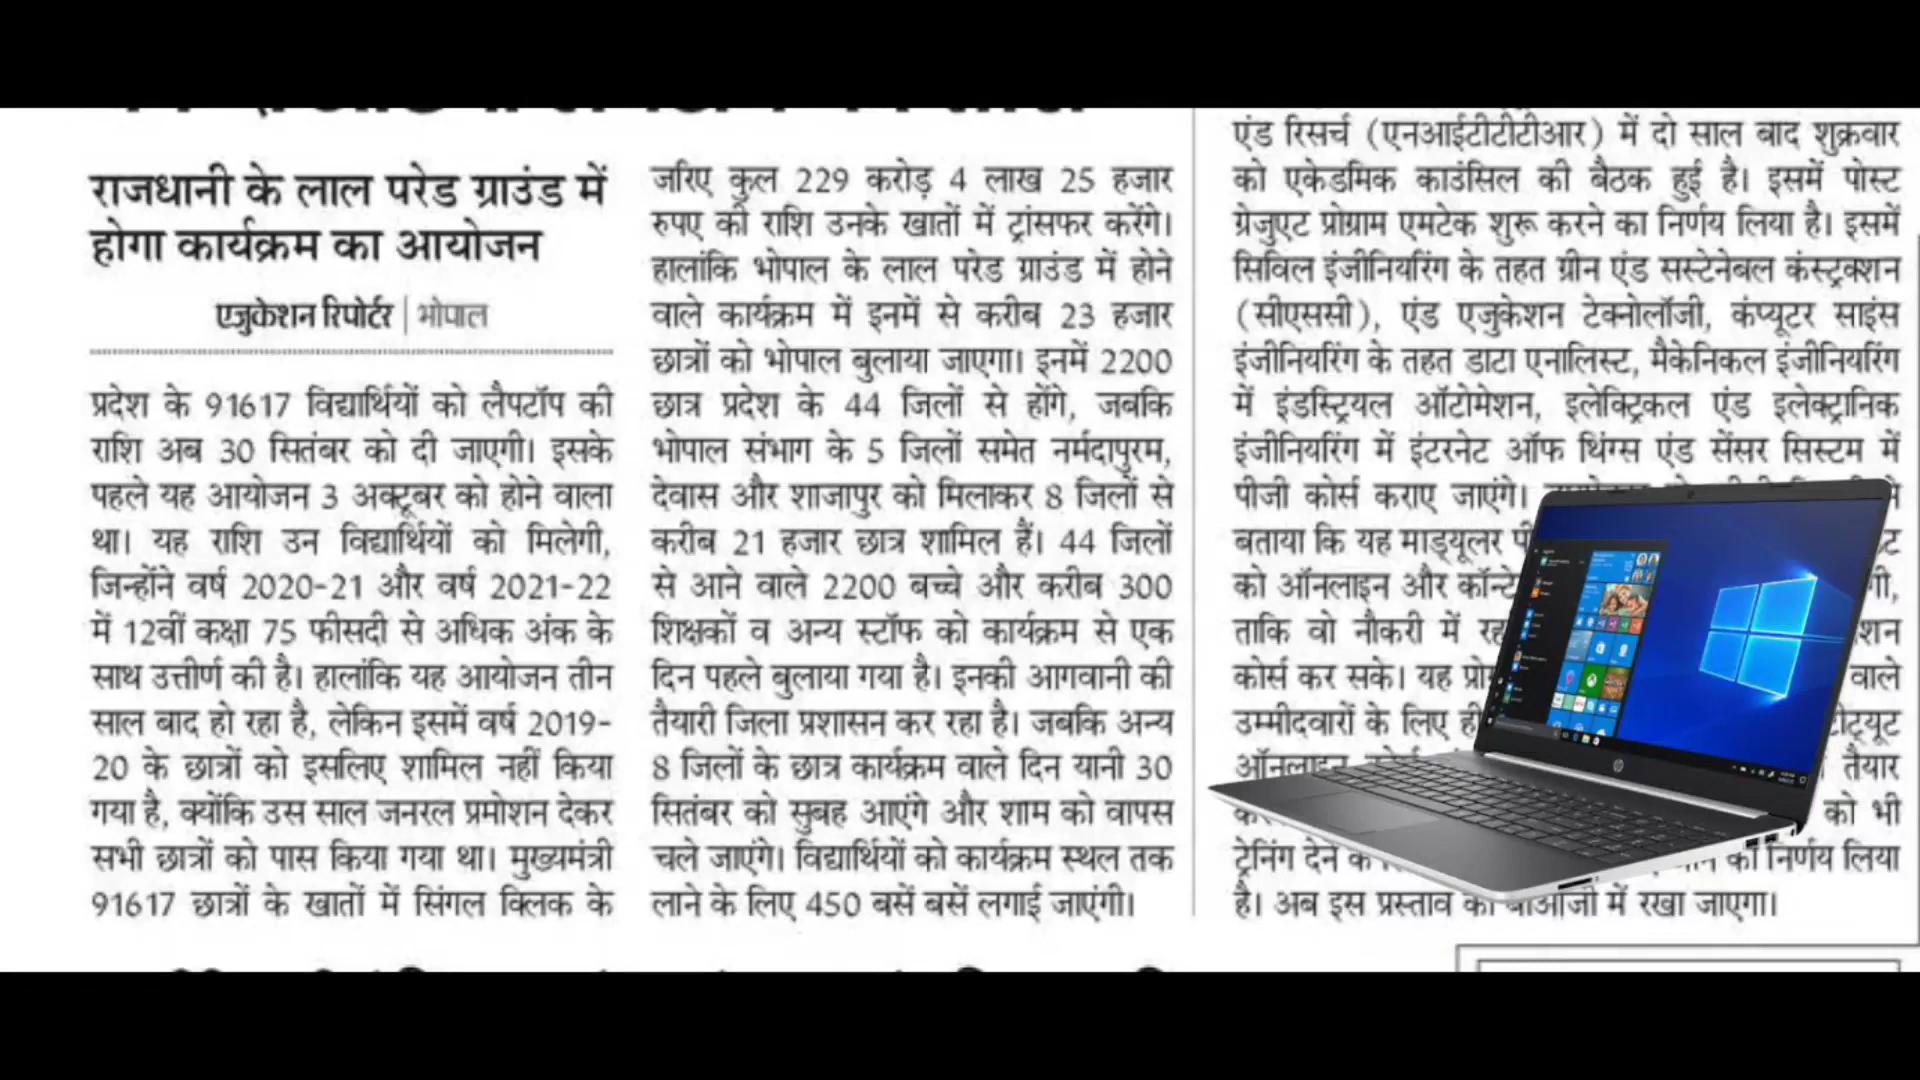 राजधानी के लाल परेड ग्राउंड में
होगा कार्यक्रम का आयोजन
एजुकेशन रिपोर्टर | भोपाल
प्रदेश के 91617 विद्यार्थियों को लैपटॉप की
राशि अब 30 सितंबर को दी जाएगी। इसके
पहले यह आयोजन 3 अक्टूबर को होने वाला
था। यह राशि उन विद्यार्थियों को मिलेगी,
जिन्होंने वर्ष 2020-21 और वर्ष 2021-22
में 12वीं कक्षा 75 फीसदी से अधिक अंक के
साथ उत्तीर्ण की है। हालांकि यह आयोजन तीन
साल बाद हो रहा है, लेकिन इसमें वर्ष 2019-
20 के छात्रों को इसलिए शामिल नहीं किया
गया है, क्योंकि उस साल जनरल प्रमोशन देकर
सभी छात्रों को पास किया गया था। मुख्यमंत्री
91617 छात्रों के खातों में सिंगल क्लिक के
जरिए कुल 229 करोड़ 4 लाख 25 हजार
रुपए की राशि उनके खातों में ट्रांसफर करेंगे।
हालांकि भोपाल के लाल परेड ग्राउंड में होने
वाले कार्यक्रम में इनमें से करीब 23 हजार
छात्रों को भोपाल बुलाया जाएगा। इनमें 2200
छात्र प्रदेश के 44 जिलों से होंगे, जबकि
भोपाल संभाग के 5 जिलों समेत नर्मदापुरम,
देवास और शाजापुर को मिलाकर 8 जिलों से
करीब 21 हजार छात्र शामिल हैं। 44 जिलों
से आने वाले 2200 बच्चे और करीब 300
शिक्षकों व अन्य स्टॉफ को कार्यक्रम से एक
दिन पहले बुलाया गया है। इनकी आगवानी की
तैयारी जिला प्रशासन कर रहा है। जबकि अन्य
8 जिलों के छात्र कार्यक्रम वाले दिन यानी 30
सितंबर को सुबह आएंगे और शाम को वापस
चले जाएंगे। विद्यार्थियों को कार्यक्रम स्थल तक
लाने के लिए 450 बसें बसें लगाई जाएंगी।
एंड रिसर्च (एनआईटीटीटीआर) में दो साल बाद शुक्रवार
को एकेडमिक काउंसिल की बैठक हुई है। इसमें पोस्ट
ग्रेजुएट प्रोग्राम एमटेक शुरू करने का निर्णय लिया है। इसमें
सिविल इंजीनियरिंग के तहत ग्रीन एंड सस्टेनेबल कंस्ट्रक्शन
(सीएससी), एंड एजुकेशन टेक्नोलॉजी, कंप्यूटर साइंस
इंजीनियरिंग के तहत डाटा एनालिस्ट, मैकेनिकल इंजीनियरिंग
में इंडस्ट्रियल ऑटोमेशन, इलेक्ट्रिकल एंड इलेक्ट्रानिक
इंजीनियरिंग में इंटरनेट ऑफ थिंग्स एंड सेंसर सिस्टम में
पीजी कोर्स कराए जाएंगे।
बताया कि यह माड्यूलर
को ऑनलाइन और
ताकि वो नौकरी में
कोर्स कर सके। यह वाले
उम्मीदवारों के लिए
ऑनलाइन तैयार
को भी
ट्रेनिंग देने का निर्णय लिया
है। अब इस प्रस्ताव को बीओजी में रखा जाएगा।